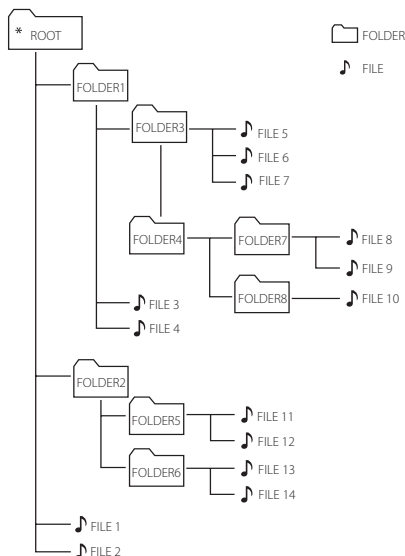 * ROOT
FOLDER
FILE
FOLDER1
FOLDER3
FILE 5
FILE 6
FILE 7
FOLDER4
FOLDER7
FILE 8
FILE 9
FOLDER8
FILE 10
FILE 3
FILE 4
FOLDER2
FOLDER5
FILE 11
FILE 12
FOLDER6
FILE 13
FILE 14
FILE 1
FILE 2